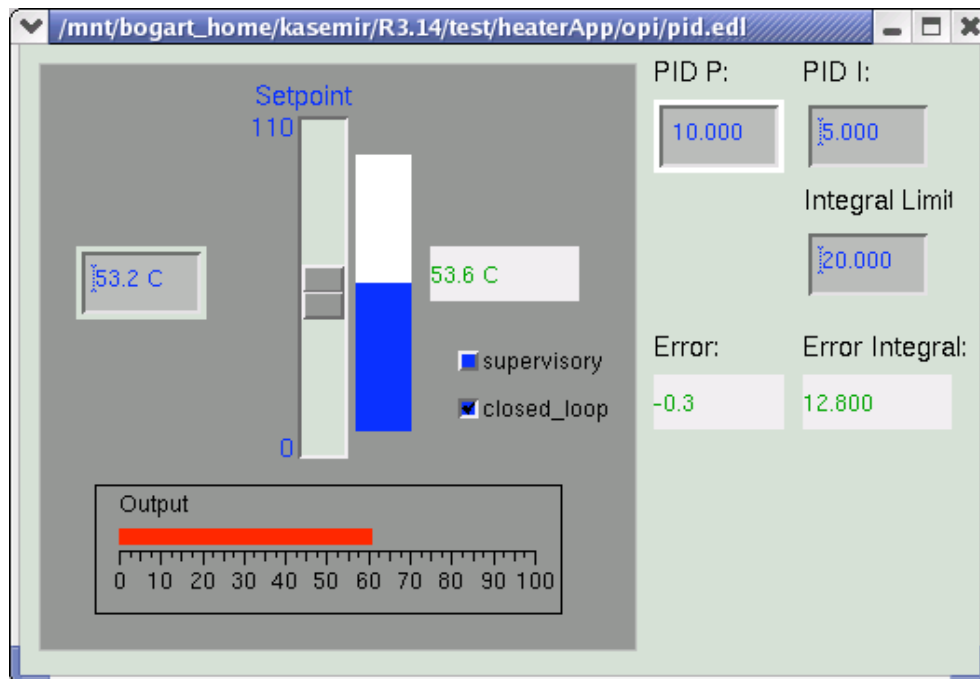 /mnt/bogart_home/kasemir/R3.14/test/heaterApp/opi/pid.edl
Setpoint
110
53.2 C
53.6 C
supervisory
closed_loop
0
Output
0 10 20 30 40 50 60 70 80 90 100
PID P: PID I:
10.000 5.000
Integral Limit
20.000
Error: Error Integral:
-0.3 12.800